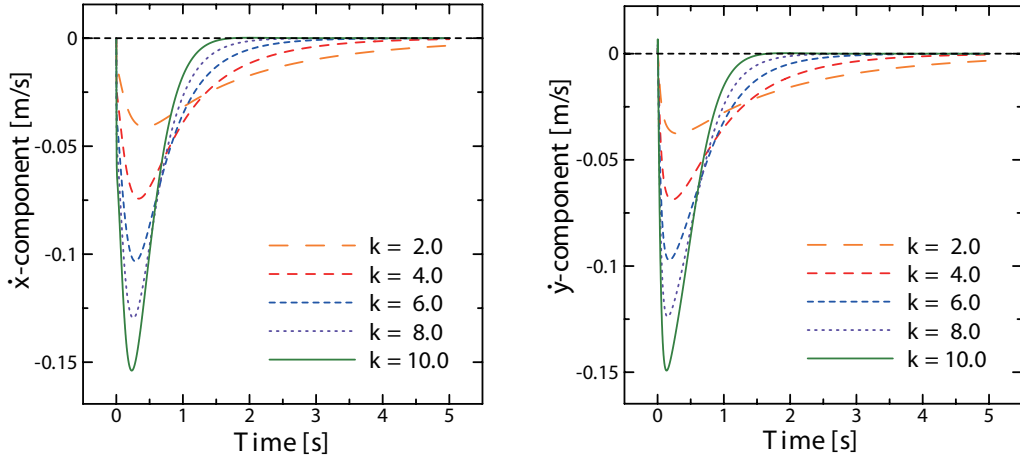 0
-0.05
-0.1
-0.15
ẋ-component [m/s]
k = 2.0
k = 4.0
k = 6.0
k = 8.0
k = 10.0
0 1 2 3 4 5
Time [s]
0
-0.05
-0.1
-0.15
ẏ-component [m/s]
k = 2.0
k = 4.0
k = 6.0
k = 8.0
k = 10.0
0 1 2 3 4 5
Time [s]